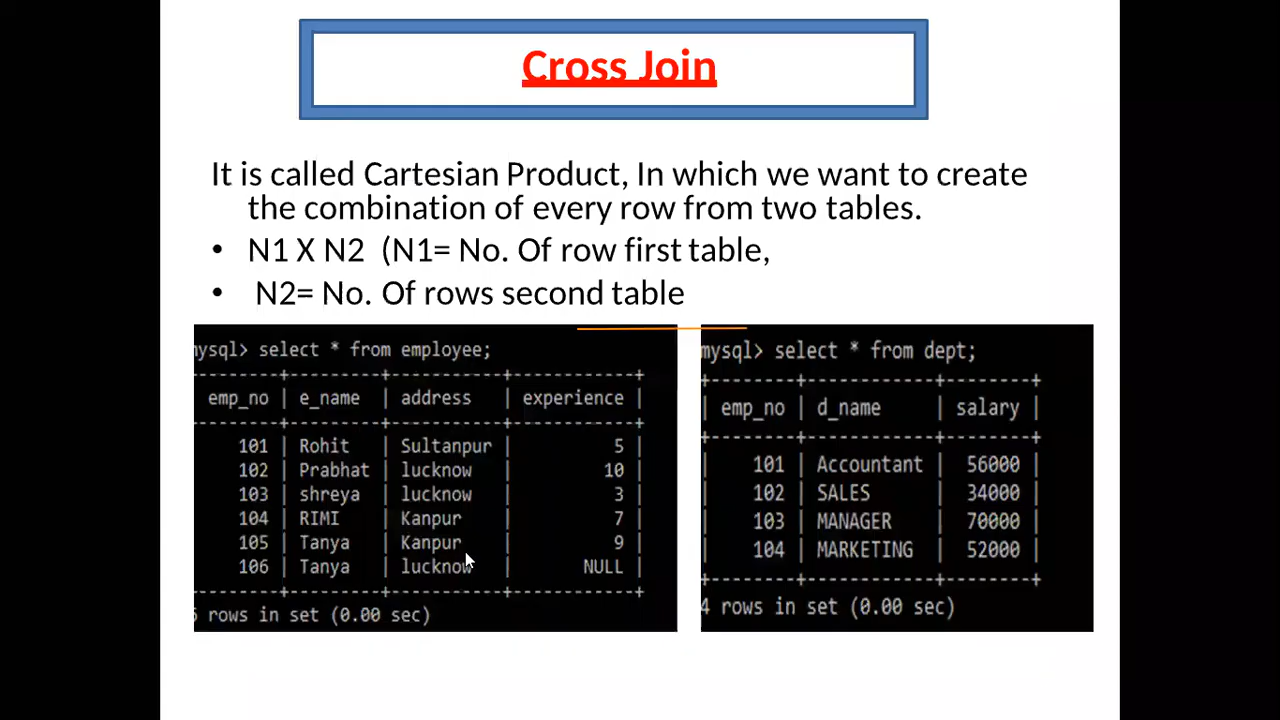 Cross Join
It is called Cartesian Product, In which we want to create
the combination of every row from two tables.
• N1 X N2 (N1= No. Of row first table,
• N2= No. Of rows second table
mysql> select * from employee;
emp_no | e_name | address | experience |
101 | Rohit | Sultanpur | 5 |
102 | Prabhat | lucknow | 10 |
103 | shreya | lucknow | 3 |
104 | RIMI | Kanpur | 7 |
105 | Tanya | Kanpur | 9 |
106 | Tanya | lucknow | NULL |
rows in set (0.00 sec)
mysql> select * from dept;
| emp_no | d_name | salary |
| 101 | Accountant | 56000 |
| 102 | SALES | 34000 |
| 103 | MANAGER | 70000 |
| 104 | MARKETING | 52000 |
4 rows in set (0.00 sec)